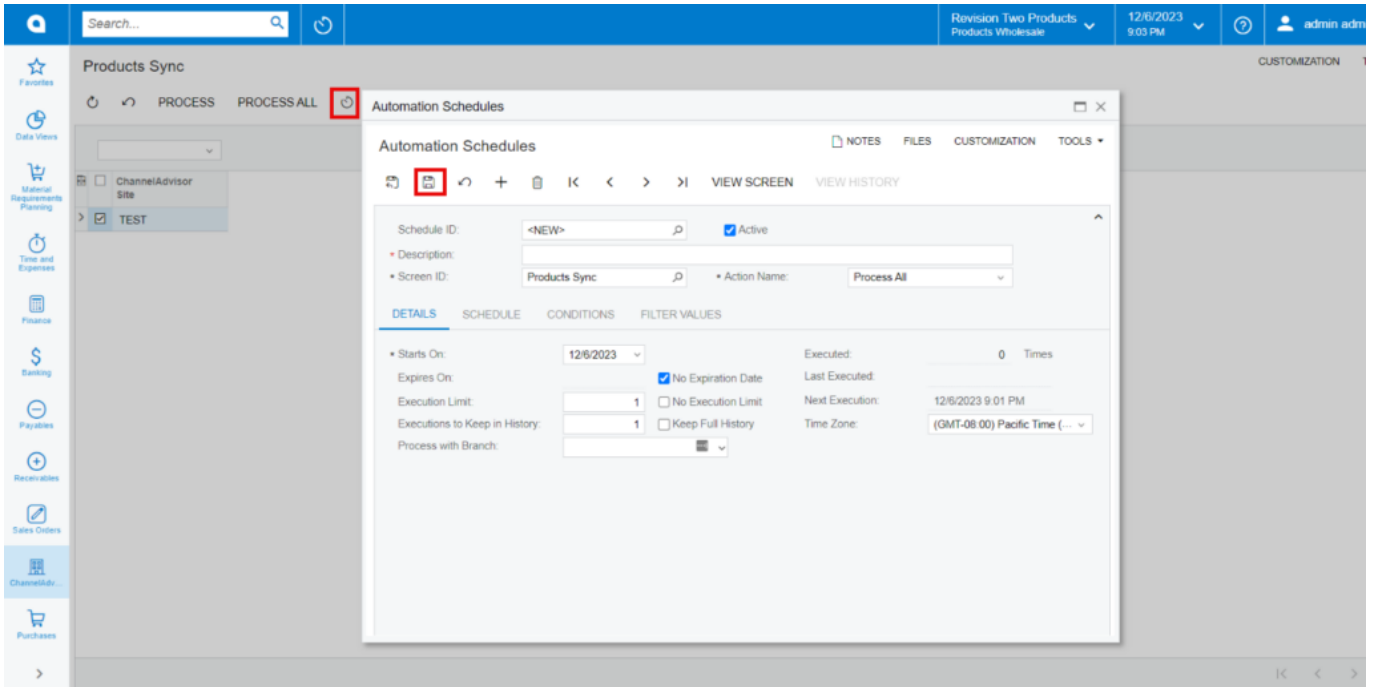 Search...
Revision Two Products
Products Wholesale
12/6/2023
9:03 PM
admin adm
Favorites
Data Views
Material
Requirements
Planning
Time and
Expenses
Finance
Banking
Payables
Receivables
Sales Orders
ChannelAdv...
Purchases
Products Sync
CUSTOMIZATION
PROCESS PROCESS ALL
ChannelAdvisor
Site
TEST
Automation Schedules
Automation Schedules
NOTES FILES CUSTOMIZATION TOOLS
VIEW SCREEN VIEW HISTORY
Schedule ID: <NEW> Active
* Description:
* Screen ID: Products Sync * Action Name: Process All
DETAILS SCHEDULE CONDITIONS FILTER VALUES
* Starts On: 12/6/2023 Executed: 0 Times
Expires On: No Expiration Date Last Executed:
Execution Limit: 1 No Execution Limit Next Execution: 12/6/2023 9:01 PM
Executions to Keep in History: 1 Keep Full History Time Zone: (GMT-08:00) Pacific Time (...
Process with Branch: